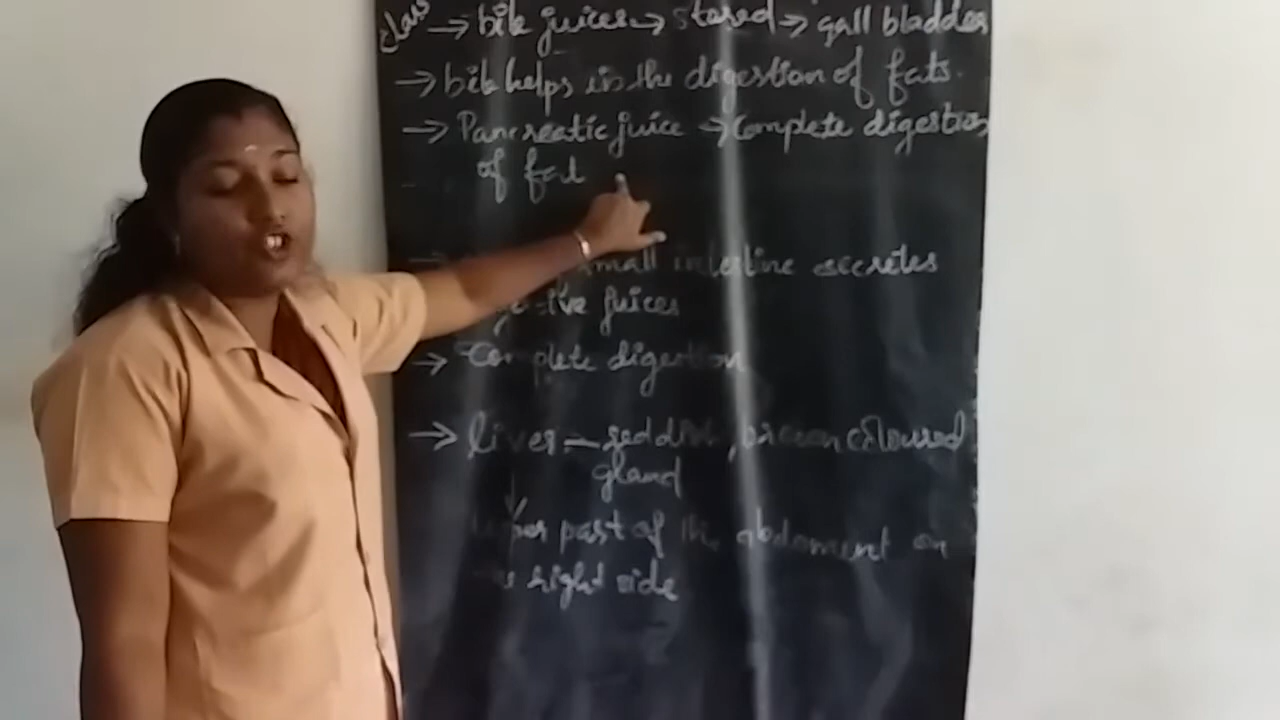 → bile juices → stored → gall bladder
→ bile helps in the digestion of fats.
→ Pancreatic juice → Complete digestion
of fat
small intestine secretes
juices
→ Complete digestion
→ liver - reddish, brown coloured
gland
part of the abdoment on
right side